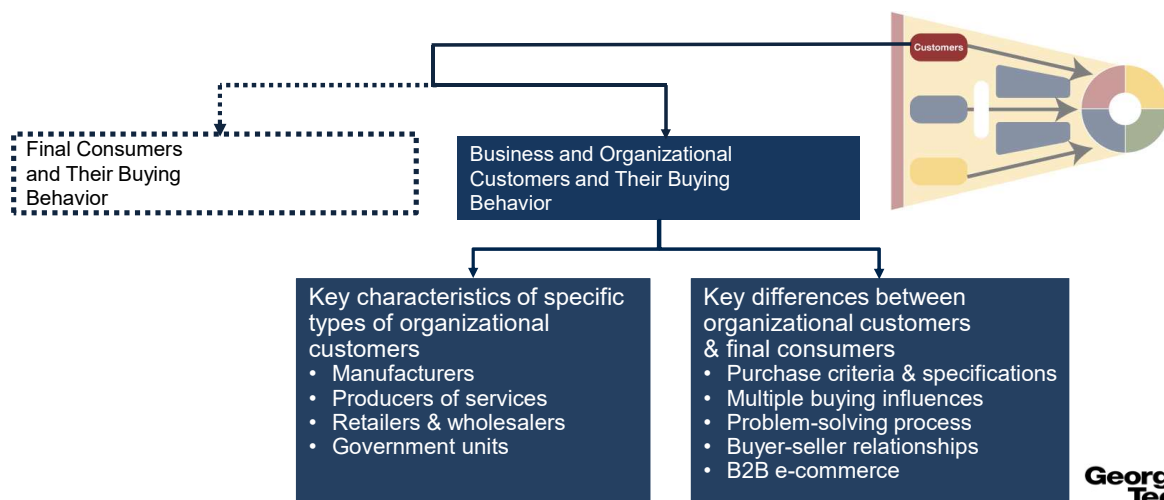 Customers
Final Consumers
and Their Buying
Behavior
Business and Organizational
Customers and Their Buying
Behavior
Key characteristics of specific
types of organizational
customers
• Manufacturers
• Producers of services
• Retailers & wholesalers
• Government units
Key differences between
organizational customers
& final consumers
• Purchase criteria & specifications
• Multiple buying influences
• Problem-solving process
• Buyer-seller relationships
• B2B e-commerce
Georg
Tec